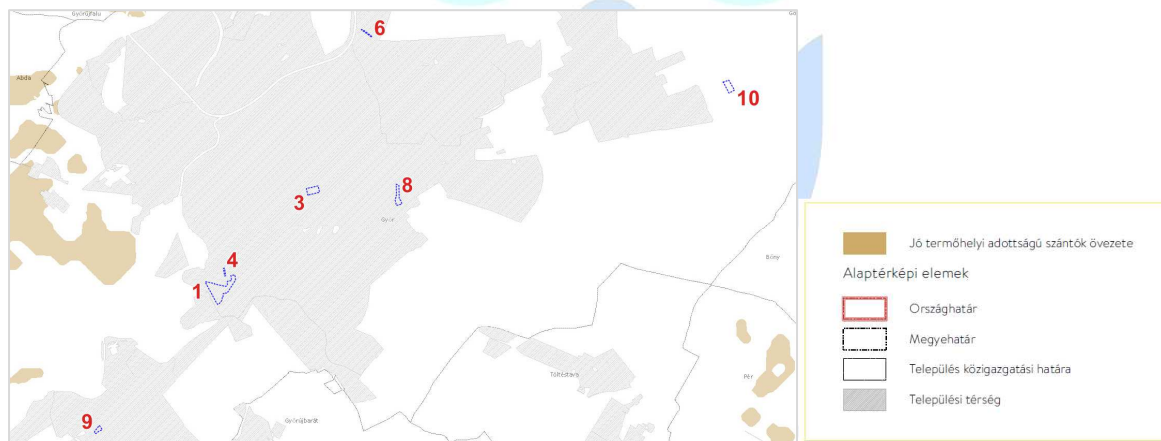 Győrújfalu
6
Abda
10
3
8
Győr
4
1
Bőny
Töltéstava
Pér
9
Győrújbarát
Jó termőhelyi adottságú szántók övezete
Alaptérképi elemek
Országhatár
Megyehatár
Település közigazgatási határa
Települési térség